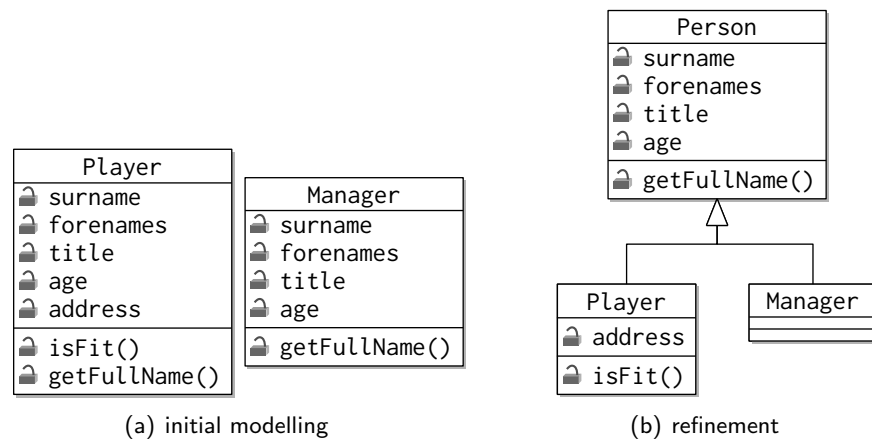 Player
surname
forenames
title
age
address
isFit()
getFullName()
Manager
surname
forenames
title
age
getFullName()
(a) initial modelling
Person
surname
forenames
title
age
getFullName()
Player
address
isFit()
Manager
(b) refinement